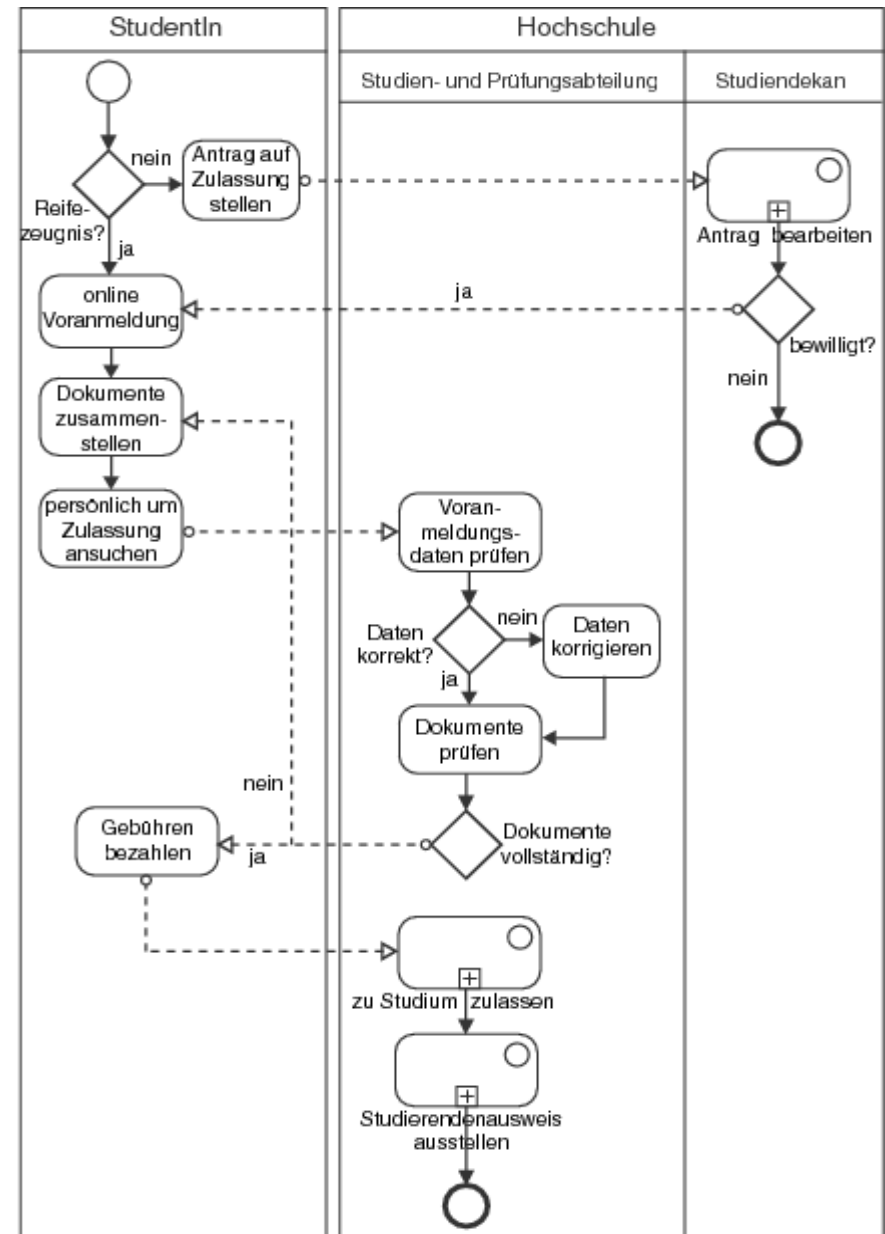 StudentIn
Hochschule
Studien- und Prüfungsabteilung
Studiendekan
nein
Antrag auf
Zulassung
stellen
Reife-
zeugnis?
ja
Antrag bearbeiten
online
Voranmeldung
ja
bewilligt?
nein
Dokumente
zusammen-
stellen
persönlich um
Zulassung
ansuchen
Voran-
meldungs-
daten prüfen
Daten
korrekt?
nein
Daten
korrigieren
ja
Dokumente
prüfen
nein
Gebühren
bezahlen
ja
Dokumente
vollständig?
zu Studium zulassen
Studierendenausweis
ausstellen